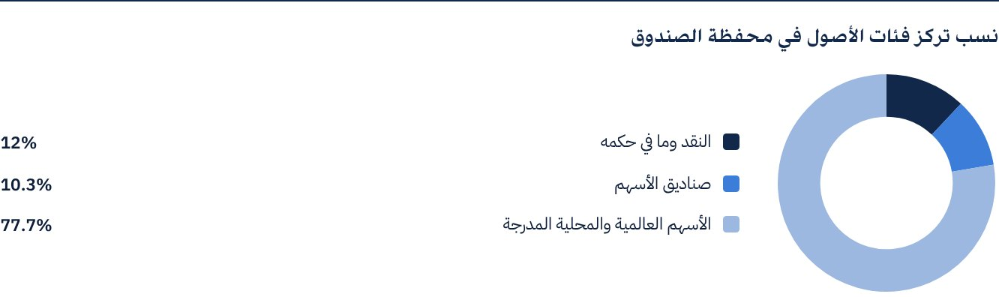 نسب تركز فئات الأصول في محفظة الصندوق
النقد وما في حكمه 12%
صناديق الأسهم 10.3%
الأسهم العالمية والمحلية المدرجة 77.7%